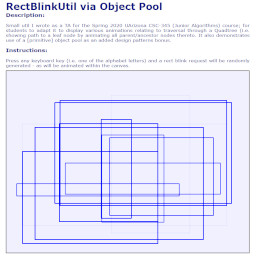 RectBlinkUtil via Object Pool
Description:
Small util I wrote as a TA for the Spring 2020 UArizona CSC 345 (Junior Algorithms) course; for
students to adapt it to display various animations relating to traversal through a Quadtree (i.e.
showing path to a leaf node by animating all parent/ancestor nodes thereto. It also demonstrates
use of a (primitive) object pool as an added design patterns bonus.
Instructions:
Press any keyboard key (i.e. one of the alphabet letters) and a rect blink request will be randomly
generated - as will be animated within the canvas.